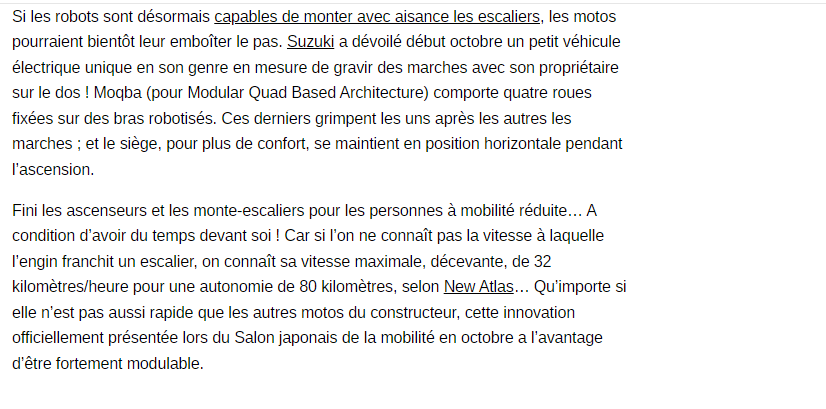 Si les robots sont désormais capables de monter avec aisance les escaliers, les motos
pourraient bientôt leur emboîter le pas. Suzuki a dévoilé début octobre un petit véhicule
électrique unique en son genre en mesure de gravir des marches avec son propriétaire
sur le dos ! Moqba (pour Modular Quad Based Architecture) comporte quatre roues
fixées sur des bras robotisés. Ces derniers grimpent les uns après les autres les
marches ; et le siège, pour plus de confort, se maintient en position horizontale pendant
l’ascension.
Fini les ascenseurs et les monte-escaliers pour les personnes à mobilité réduite… A
condition d’avoir du temps devant soi ! Car si l’on ne connaît pas la vitesse à laquelle
l’engin franchit un escalier, on connaît sa vitesse maximale, décevante, de 32
kilomètres/heure pour une autonomie de 80 kilomètres, selon New Atlas… Qu’importe si
elle n’est pas aussi rapide que les autres motos du constructeur, cette innovation
officiellement présentée lors du Salon japonais de la mobilité en octobre a l’avantage
d’être fortement modulable.